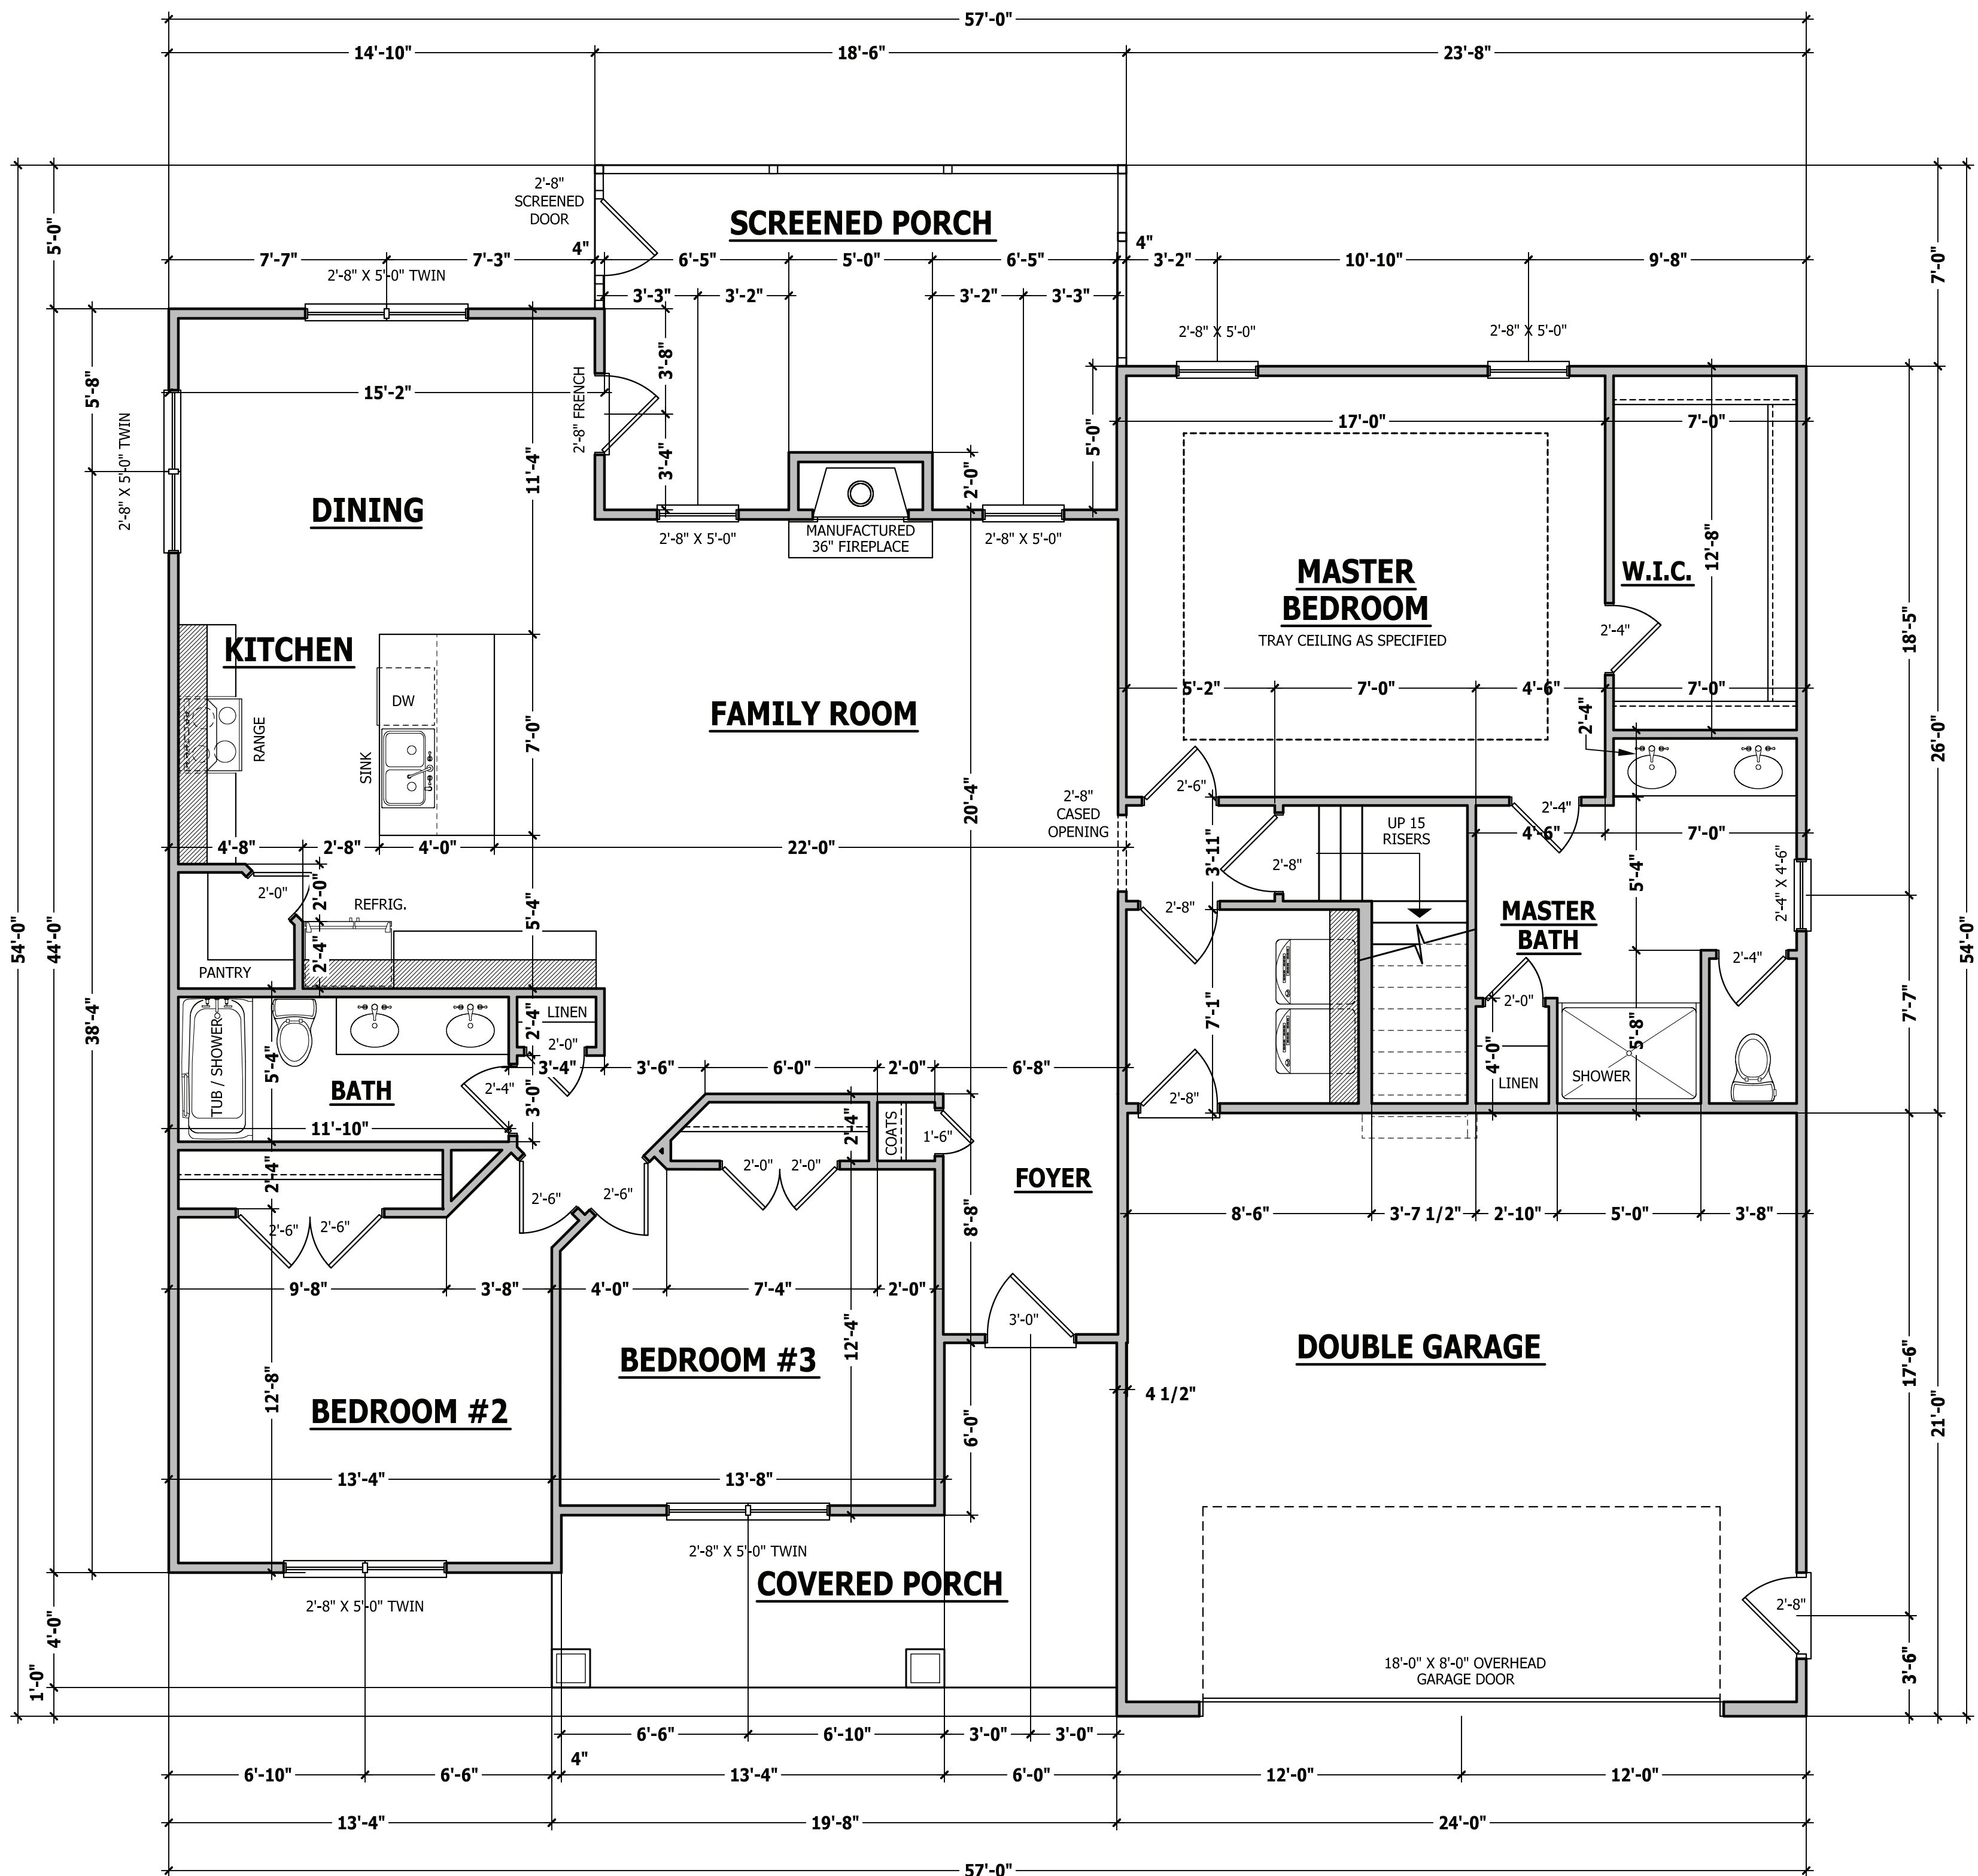 57'-0"
14'-10" 18'-6" 23'-8"
2'-8"
SCREENED
DOOR
SCREENED PORCH
5'-0"
4" 4"
7'-7" 7'-3" 6'-5" 5'-0" 6'-5" 3'-2" 10'-10" 9'-8"
7'-0"
2'-8" X 5'-0" TWIN
3'-3" 3'-2" 3'-2" 3'-3"
2'-8" X 5'-0" 2'-8" X 5'-0"
3'-8"
5'-8"
15'-2"
2'-8" FRENCH
17'-0" 7'-0"
5'-0"
2'-8" X 5'-0" TWIN
11'-4"
3'-4"
2'-0"
DINING
MANUFACTURED
36" FIREPLACE
2'-8" X 5'-0" 2'-8" X 5'-0"
12'-8"
MASTER
BEDROOM
TRAY CEILING AS SPECIFIED
W.I.C.
2'-4"
18'-5"
KITCHEN
5'-2" 7'-0" 4'-6" 7'-0"
DW
FAMILY ROOM
2'-4"
RANGE
SINK
7'-0"
26'-0"
2'-6"
20'-4"
2'-8"
CASED
OPENING
2'-4"
UP 15
RISERS
4'-6" 7'-0"
4'-8" 2'-8" 4'-0" 22'-0"
3'-11"
2'-8"
5'-4"
2'-4" X 4'-6"
2'-0"
2'-0"
REFRIG.
2'-8"
MASTER
BATH
5'-4"
54'-0"
44'-0"
54'-0"
2'-4"
PANTRY
2'-4"
7'-1"
2'-0"
7'-7"
LINEN
2'-4"
2'-0"
38'-4"
TUB / SHOWER
5'-4"
5'-8"
4'-0"
3'-4" 3'-6" 6'-0" 2'-0" 6'-8"
BATH
2'-4"
3'-0"
2'-8"
LINEN
SHOWER
11'-10"
2'-4"
COATS
1'-6"
2'-4"
2'-0" 2'-0"
FOYER
2'-6" 2'-6"
2'-6" 2'-6"
8'-8"
8'-6" 3'-7 1/2" 2'-10" 5'-0" 3'-8"
9'-8" 3'-8" 4'-0" 7'-4" 2'-0"
3'-0"
12'-4"
DOUBLE GARAGE
BEDROOM #3
17'-6"
12'-8"
4 1/2"
BEDROOM #2
6'-0"
21'-0"
13'-4" 13'-8"
2'-8" X 5'-0" TWIN
COVERED PORCH
2'-8" X 5'-0" TWIN
2'-8"
4'-0"
18'-0" X 8'-0" OVERHEAD
GARAGE DOOR
3'-6"
1'-0"
6'-6" 6'-10" 3'-0" 3'-0"
4"
6'-10" 6'-6" 13'-4" 6'-0" 12'-0" 12'-0"
13'-4" 19'-8" 24'-0"
57'-0"